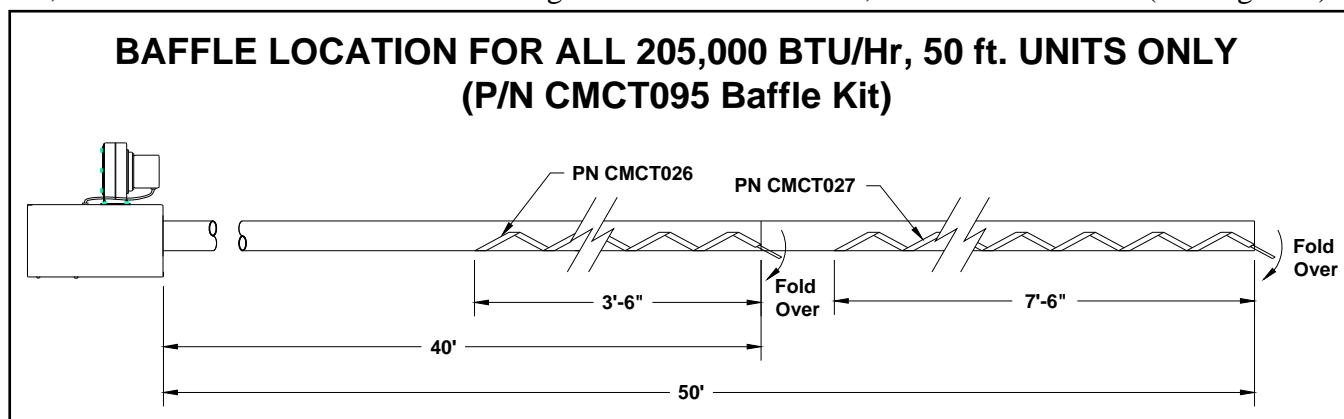 BAFFLE LOCATION FOR ALL 205,000 BTU/Hr, 50 ft. UNITS ONLY
(P/N CMCT095 Baffle Kit)
PN CMCT026
PN CMCT027
Fold
Over
Fold
Over
3'-6"
7'-6"
40'
50'